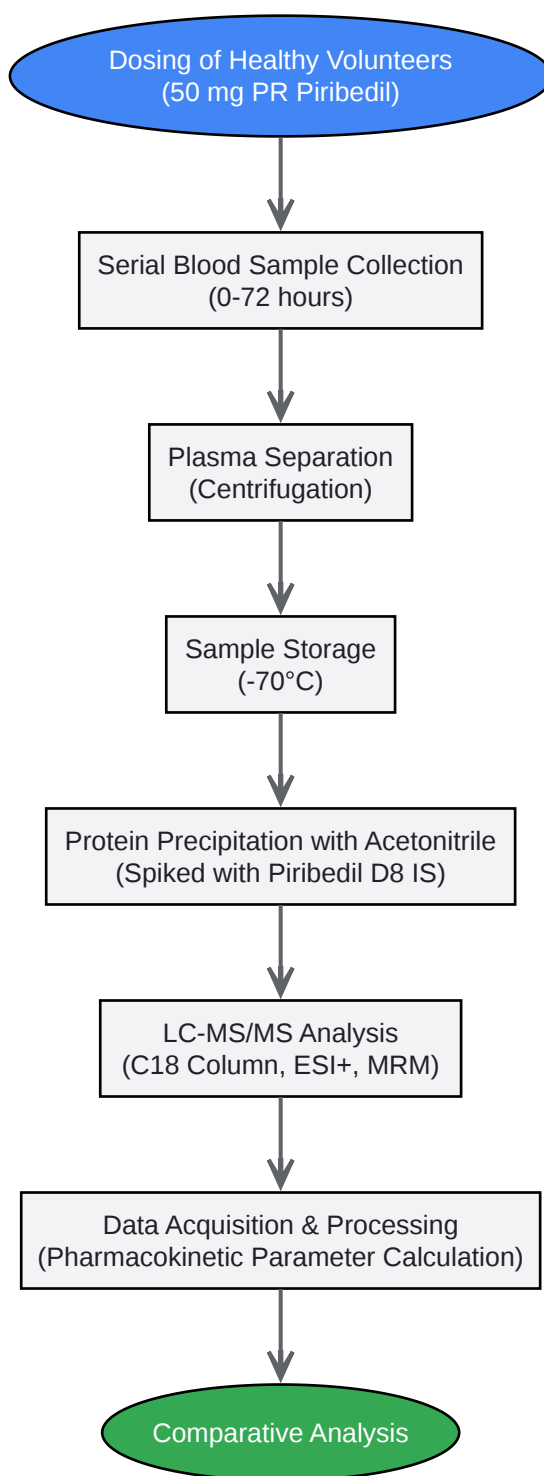 Dosing of Healthy Volunteers
(50 mg PR Piribedil)
Serial Blood Sample Collection
(0-72 hours)
Plasma Separation
(Centrifugation)
Sample Storage
(-70°C)
Protein Precipitation with Acetonitrile
(Spiked with Piribedil D8 IS)
LC-MS/MS Analysis
(C18 Column, ESI+, MRM)
Data Acquisition & Processing
(Pharmacokinetic Parameter Calculation)
Comparative Analysis